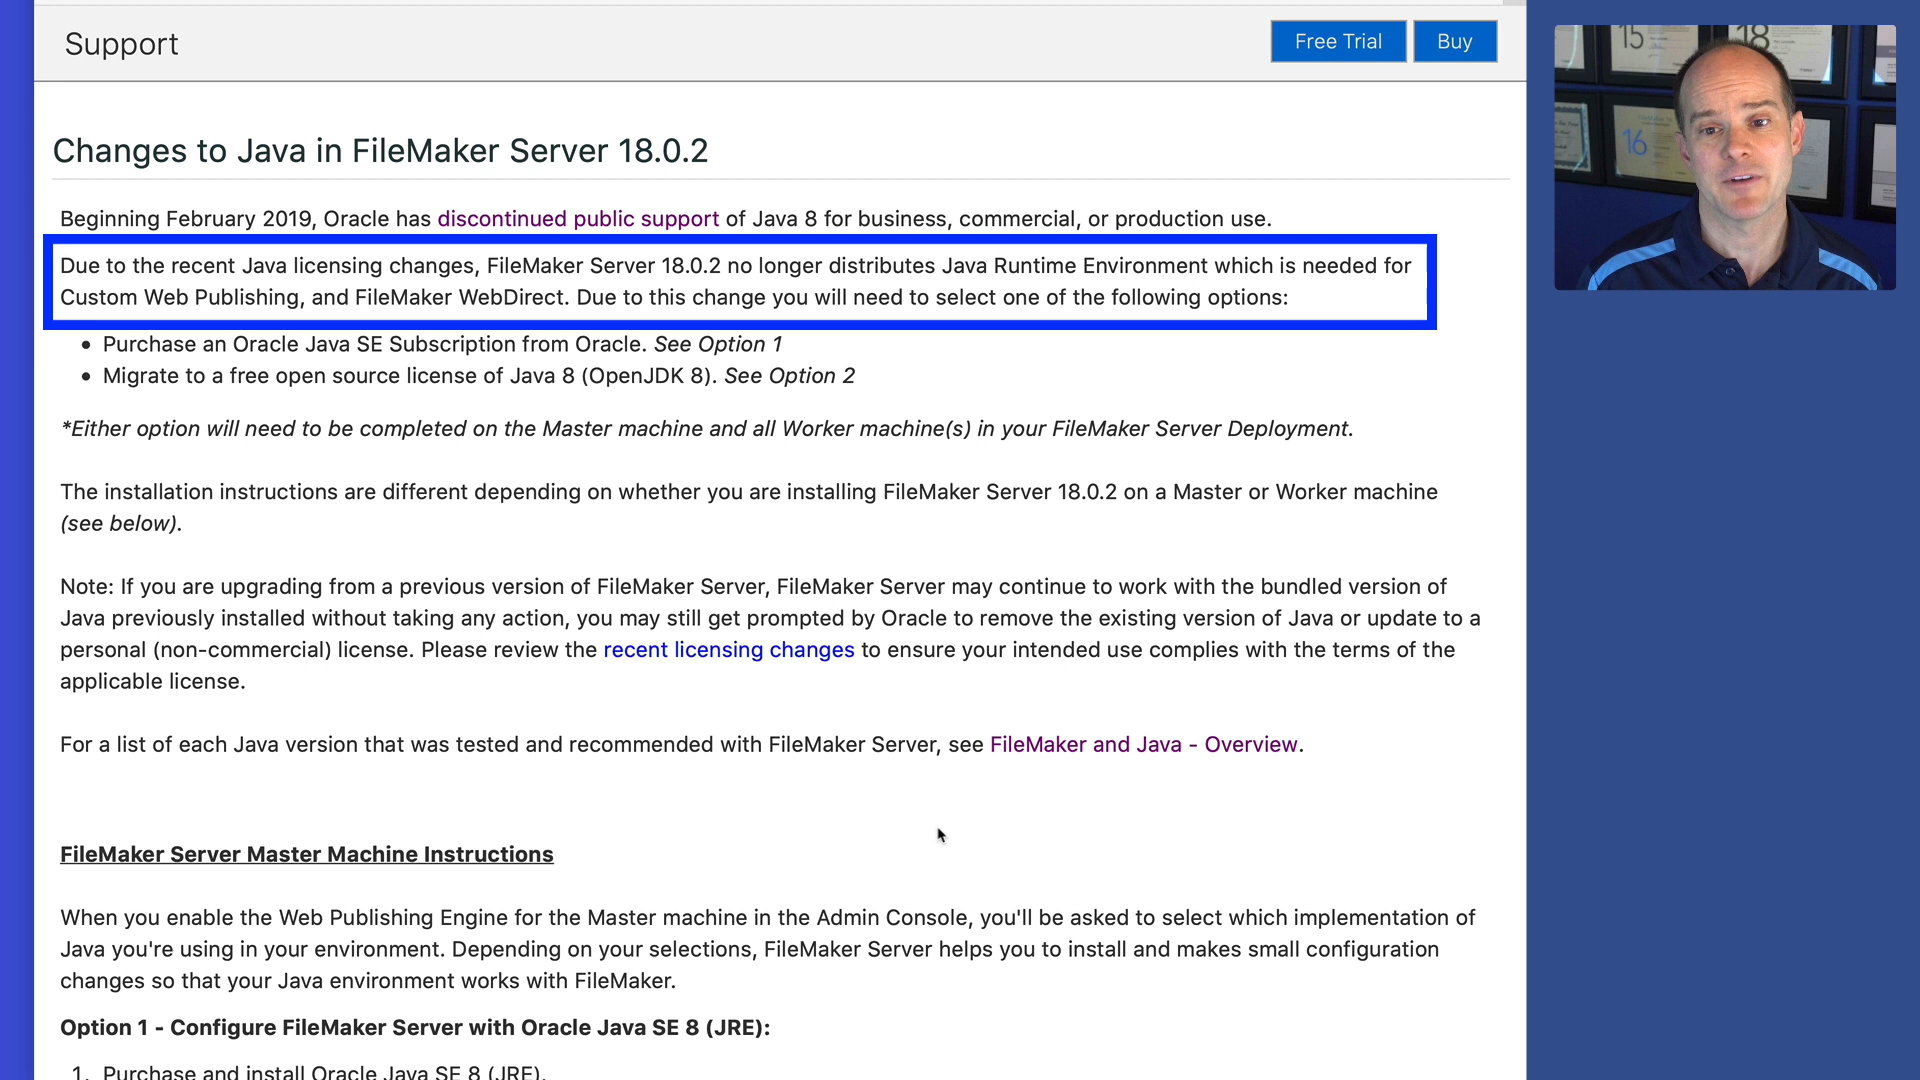 Support
Free Trial
Buy
Changes to Java in FileMaker Server 18.0.2
Beginning February 2019, Oracle has discontinued public support of Java 8 for business, commercial, or production use.
Due to the recent Java licensing changes, FileMaker Server 18.0.2 no longer distributes Java Runtime Environment which is needed for
Custom Web Publishing, and FileMaker WebDirect. Due to this change you will need to select one of the following options:
• Purchase an Oracle Java SE Subscription from Oracle. See Option 1
• Migrate to a free open source license of Java 8 (OpenJDK 8). See Option 2
*Either option will need to be completed on the Master machine and all Worker machine(s) in your FileMaker Server Deployment.
The installation instructions are different depending on whether you are installing FileMaker Server 18.0.2 on a Master or Worker machine
(see below).
Note: If you are upgrading from a previous version of FileMaker Server, FileMaker Server may continue to work with the bundled version of
Java previously installed without taking any action, you may still get prompted by Oracle to remove the existing version of Java or update to a
personal (non-commercial) license. Please review the recent licensing changes to ensure your intended use complies with the terms of the
applicable license.
For a list of each Java version that was tested and recommended with FileMaker Server, see FileMaker and Java - Overview.
FileMaker Server Master Machine Instructions
When you enable the Web Publishing Engine for the Master machine in the Admin Console, you'll be asked to select which implementation of
Java you're using in your environment. Depending on your selections, FileMaker Server helps you to install and makes small configuration
changes so that your Java environment works with FileMaker.
Option 1 - Configure FileMaker Server with Oracle Java SE 8 (JRE):
1. Purchase and install Oracle Java SE 8 (JRE).
15
18
16